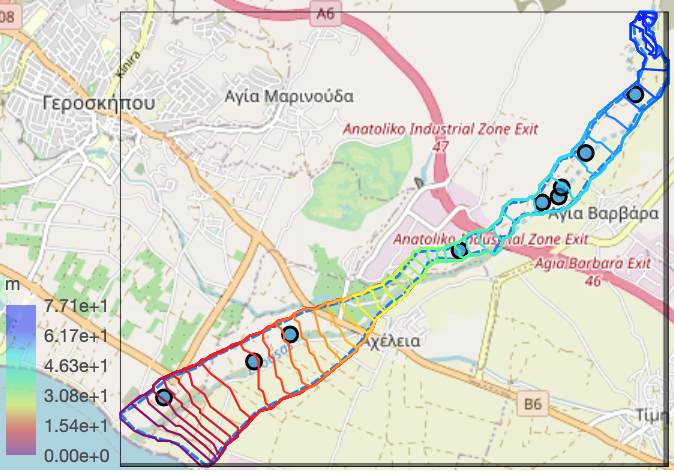 A6
08
Kinira
Γεροσκήπου
Αγία Μαρινούδα
Anatoliko Industrial Zone Exit
47
Αγία Βαρβάρα
Anatoliko Industrial Zone Exit
Agia Barbara Exit
46
m
7.71e+1
6.17e+1
4.63e+1
3.08e+1
1.54e+1
0.00e+0
Αχέλεια
B6
Τίμη